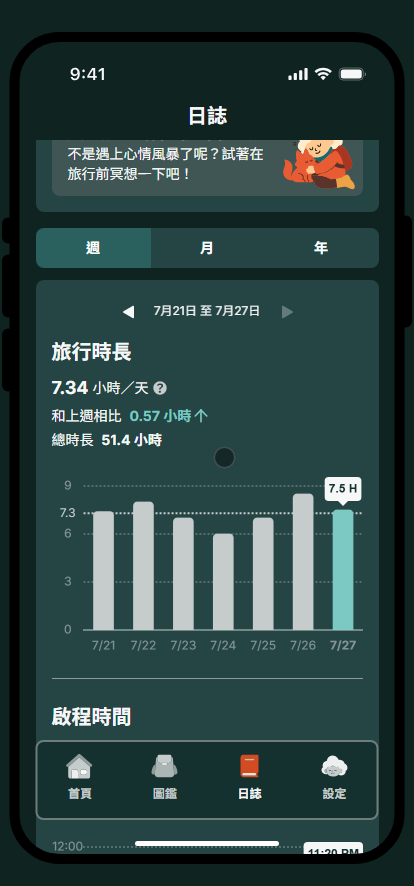 9:41
日誌
不是遇上心情風暴了呢？試著在
旅行前冥想一下吧！
週 月 年
7月21日 至 7月27日
旅行時長
7.34 小時／天 ?
和上週相比 0.57 小時 ↑
總時長 51.4 小時
7.5 H
9
7.3
6
3
0
7/21 7/22 7/23 7/24 7/25 7/26 7/27
啟程時間
首頁 圖鑑 日誌 設定
12:00
11:20 PM